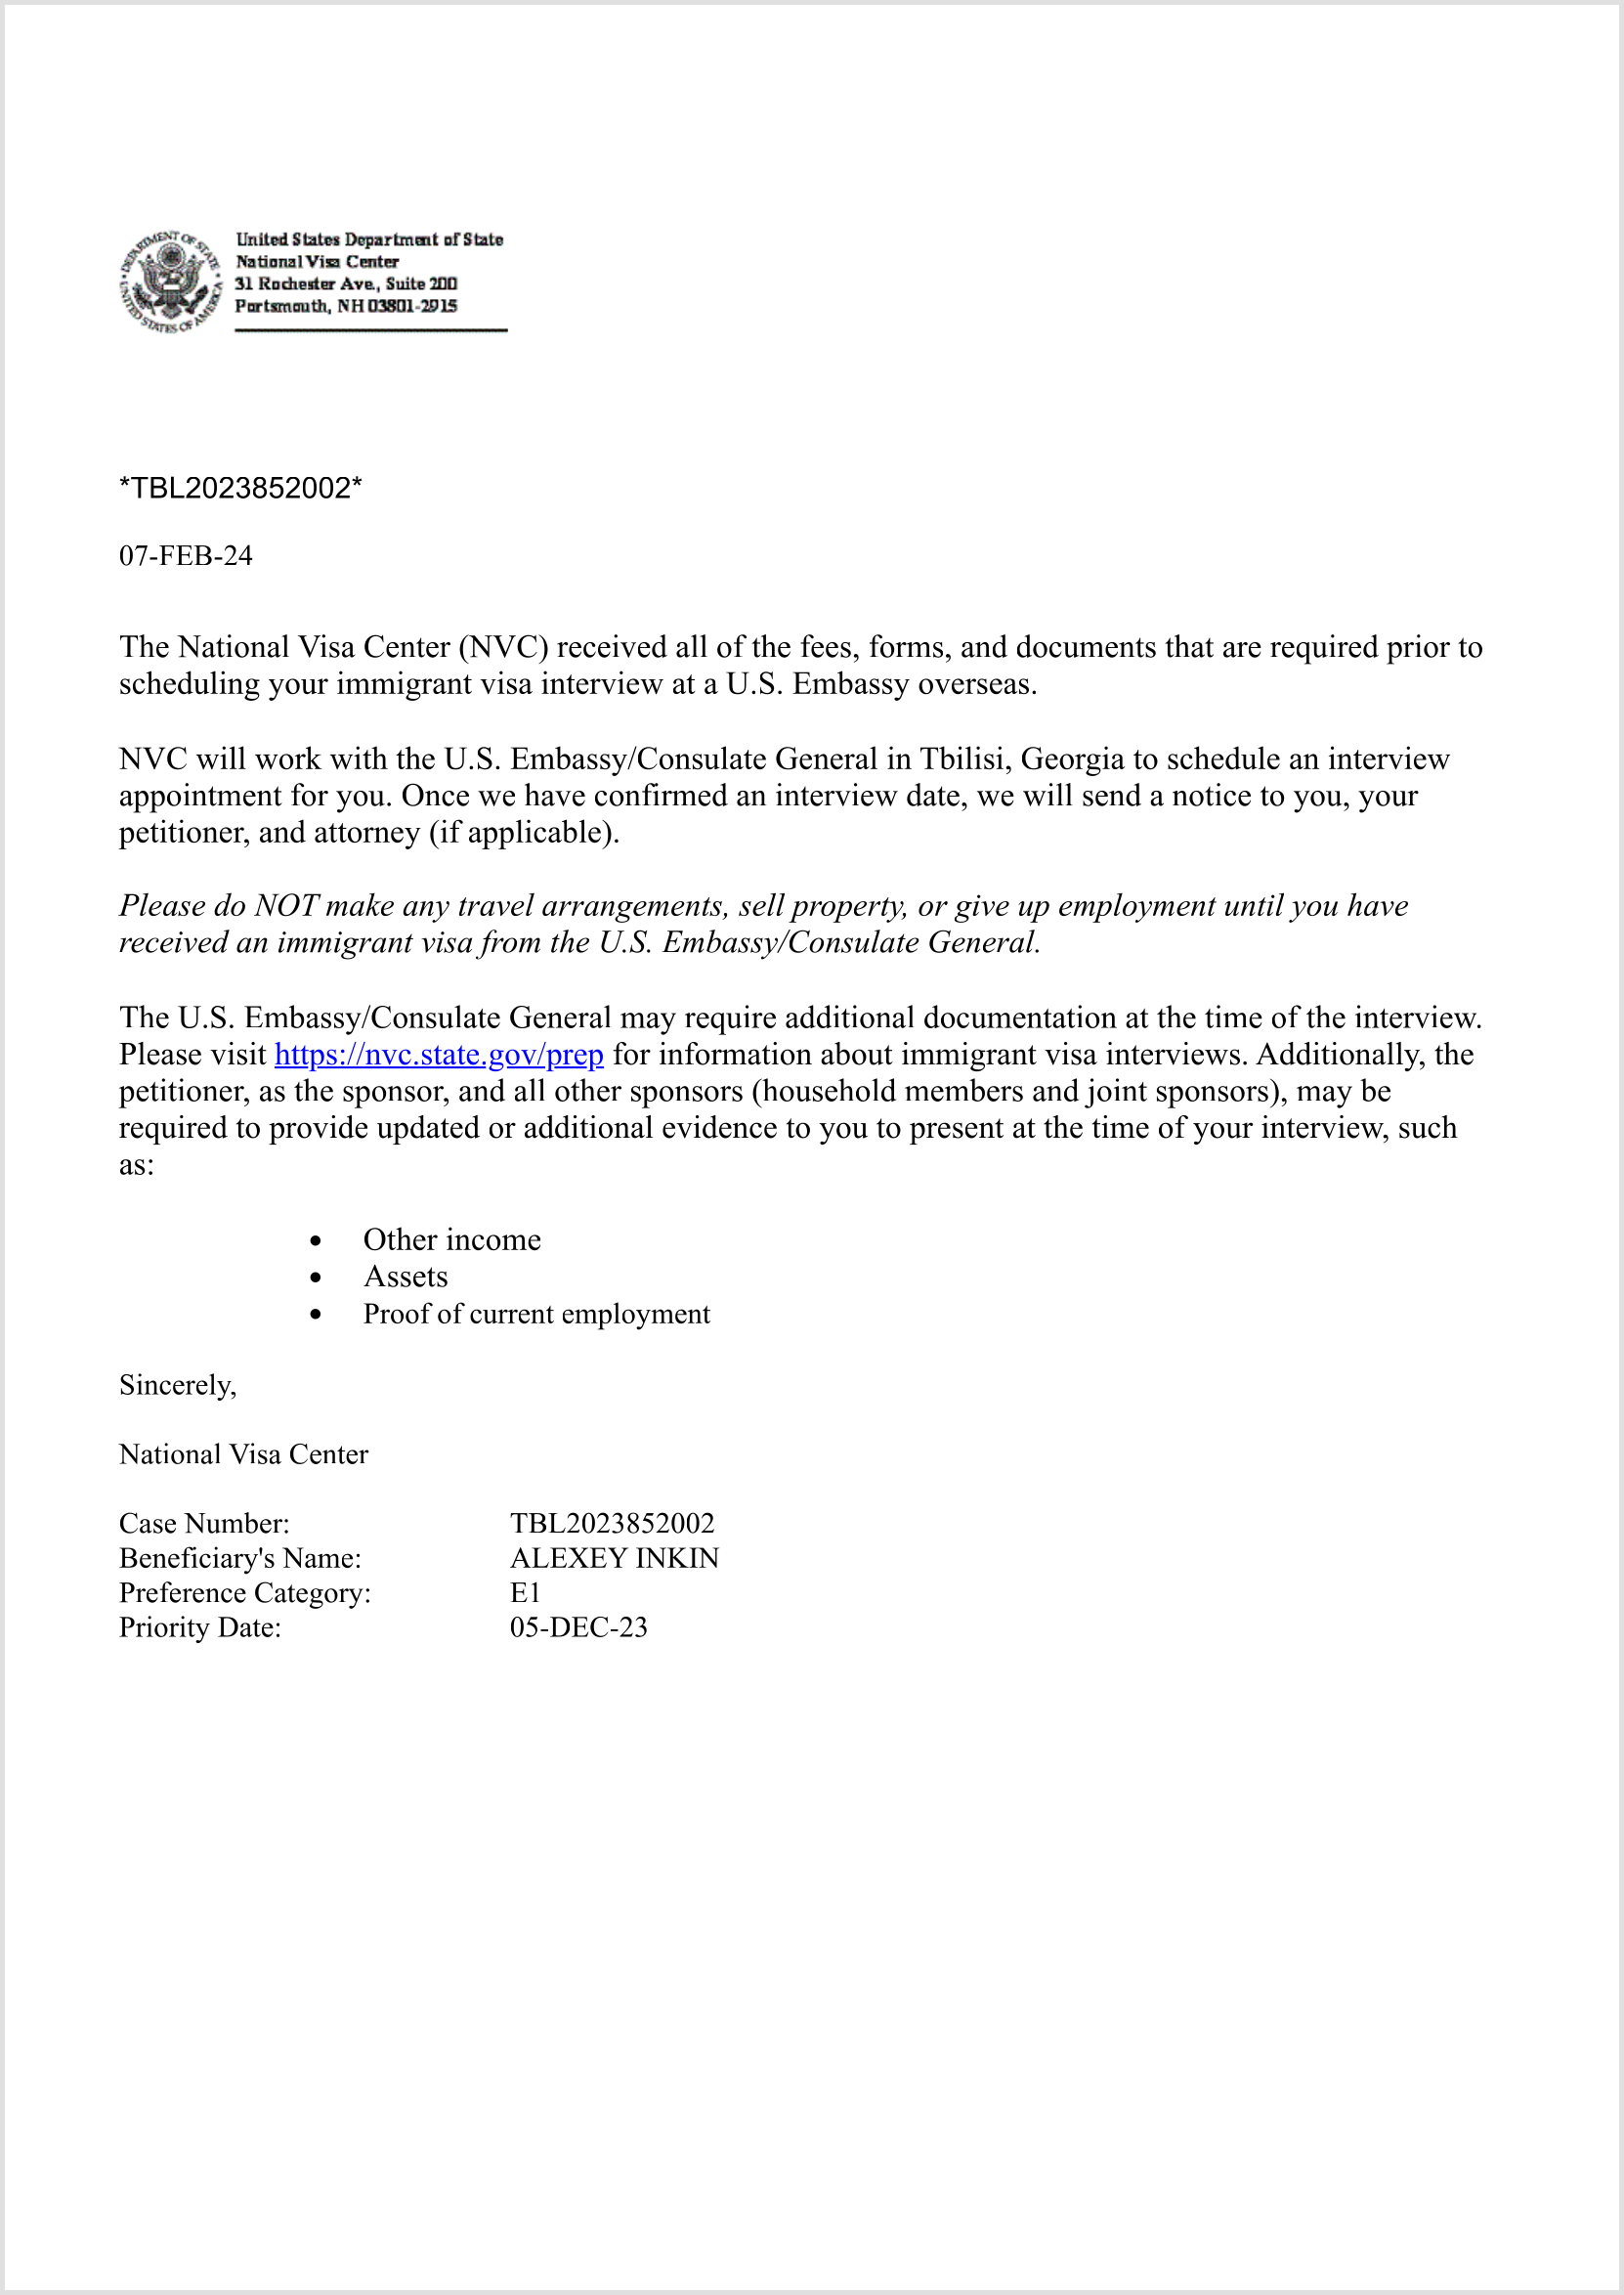 DEPARTMENT OF STATE
UNITED STATES OF AMERICA
United States Department of State
National Visa Center
31 Rochester Ave., Suite 200
Portsmouth, NH 03801-2915
*TBL2023852002*
07-FEB-24
The National Visa Center (NVC) received all of the fees, forms, and documents that are required prior to
scheduling your immigrant visa interview at a U.S. Embassy overseas.
NVC will work with the U.S. Embassy/Consulate General in Tbilisi, Georgia to schedule an interview
appointment for you. Once we have confirmed an interview date, we will send a notice to you, your
petitioner, and attorney (if applicable).
Please do NOT make any travel arrangements, sell property, or give up employment until you have
received an immigrant visa from the U.S. Embassy/Consulate General.
The U.S. Embassy/Consulate General may require additional documentation at the time of the interview.
Please visit https://nvc.state.gov/prep for information about immigrant visa interviews. Additionally, the
petitioner, as the sponsor, and all other sponsors (household members and joint sponsors), may be
required to provide updated or additional evidence to you to present at the time of your interview, such
as:
• Other income
• Assets
• Proof of current employment
Sincerely,
National Visa Center
Case Number: TBL2023852002
Beneficiary's Name: ALEXEY INKIN
Preference Category: E1
Priority Date: 05-DEC-23